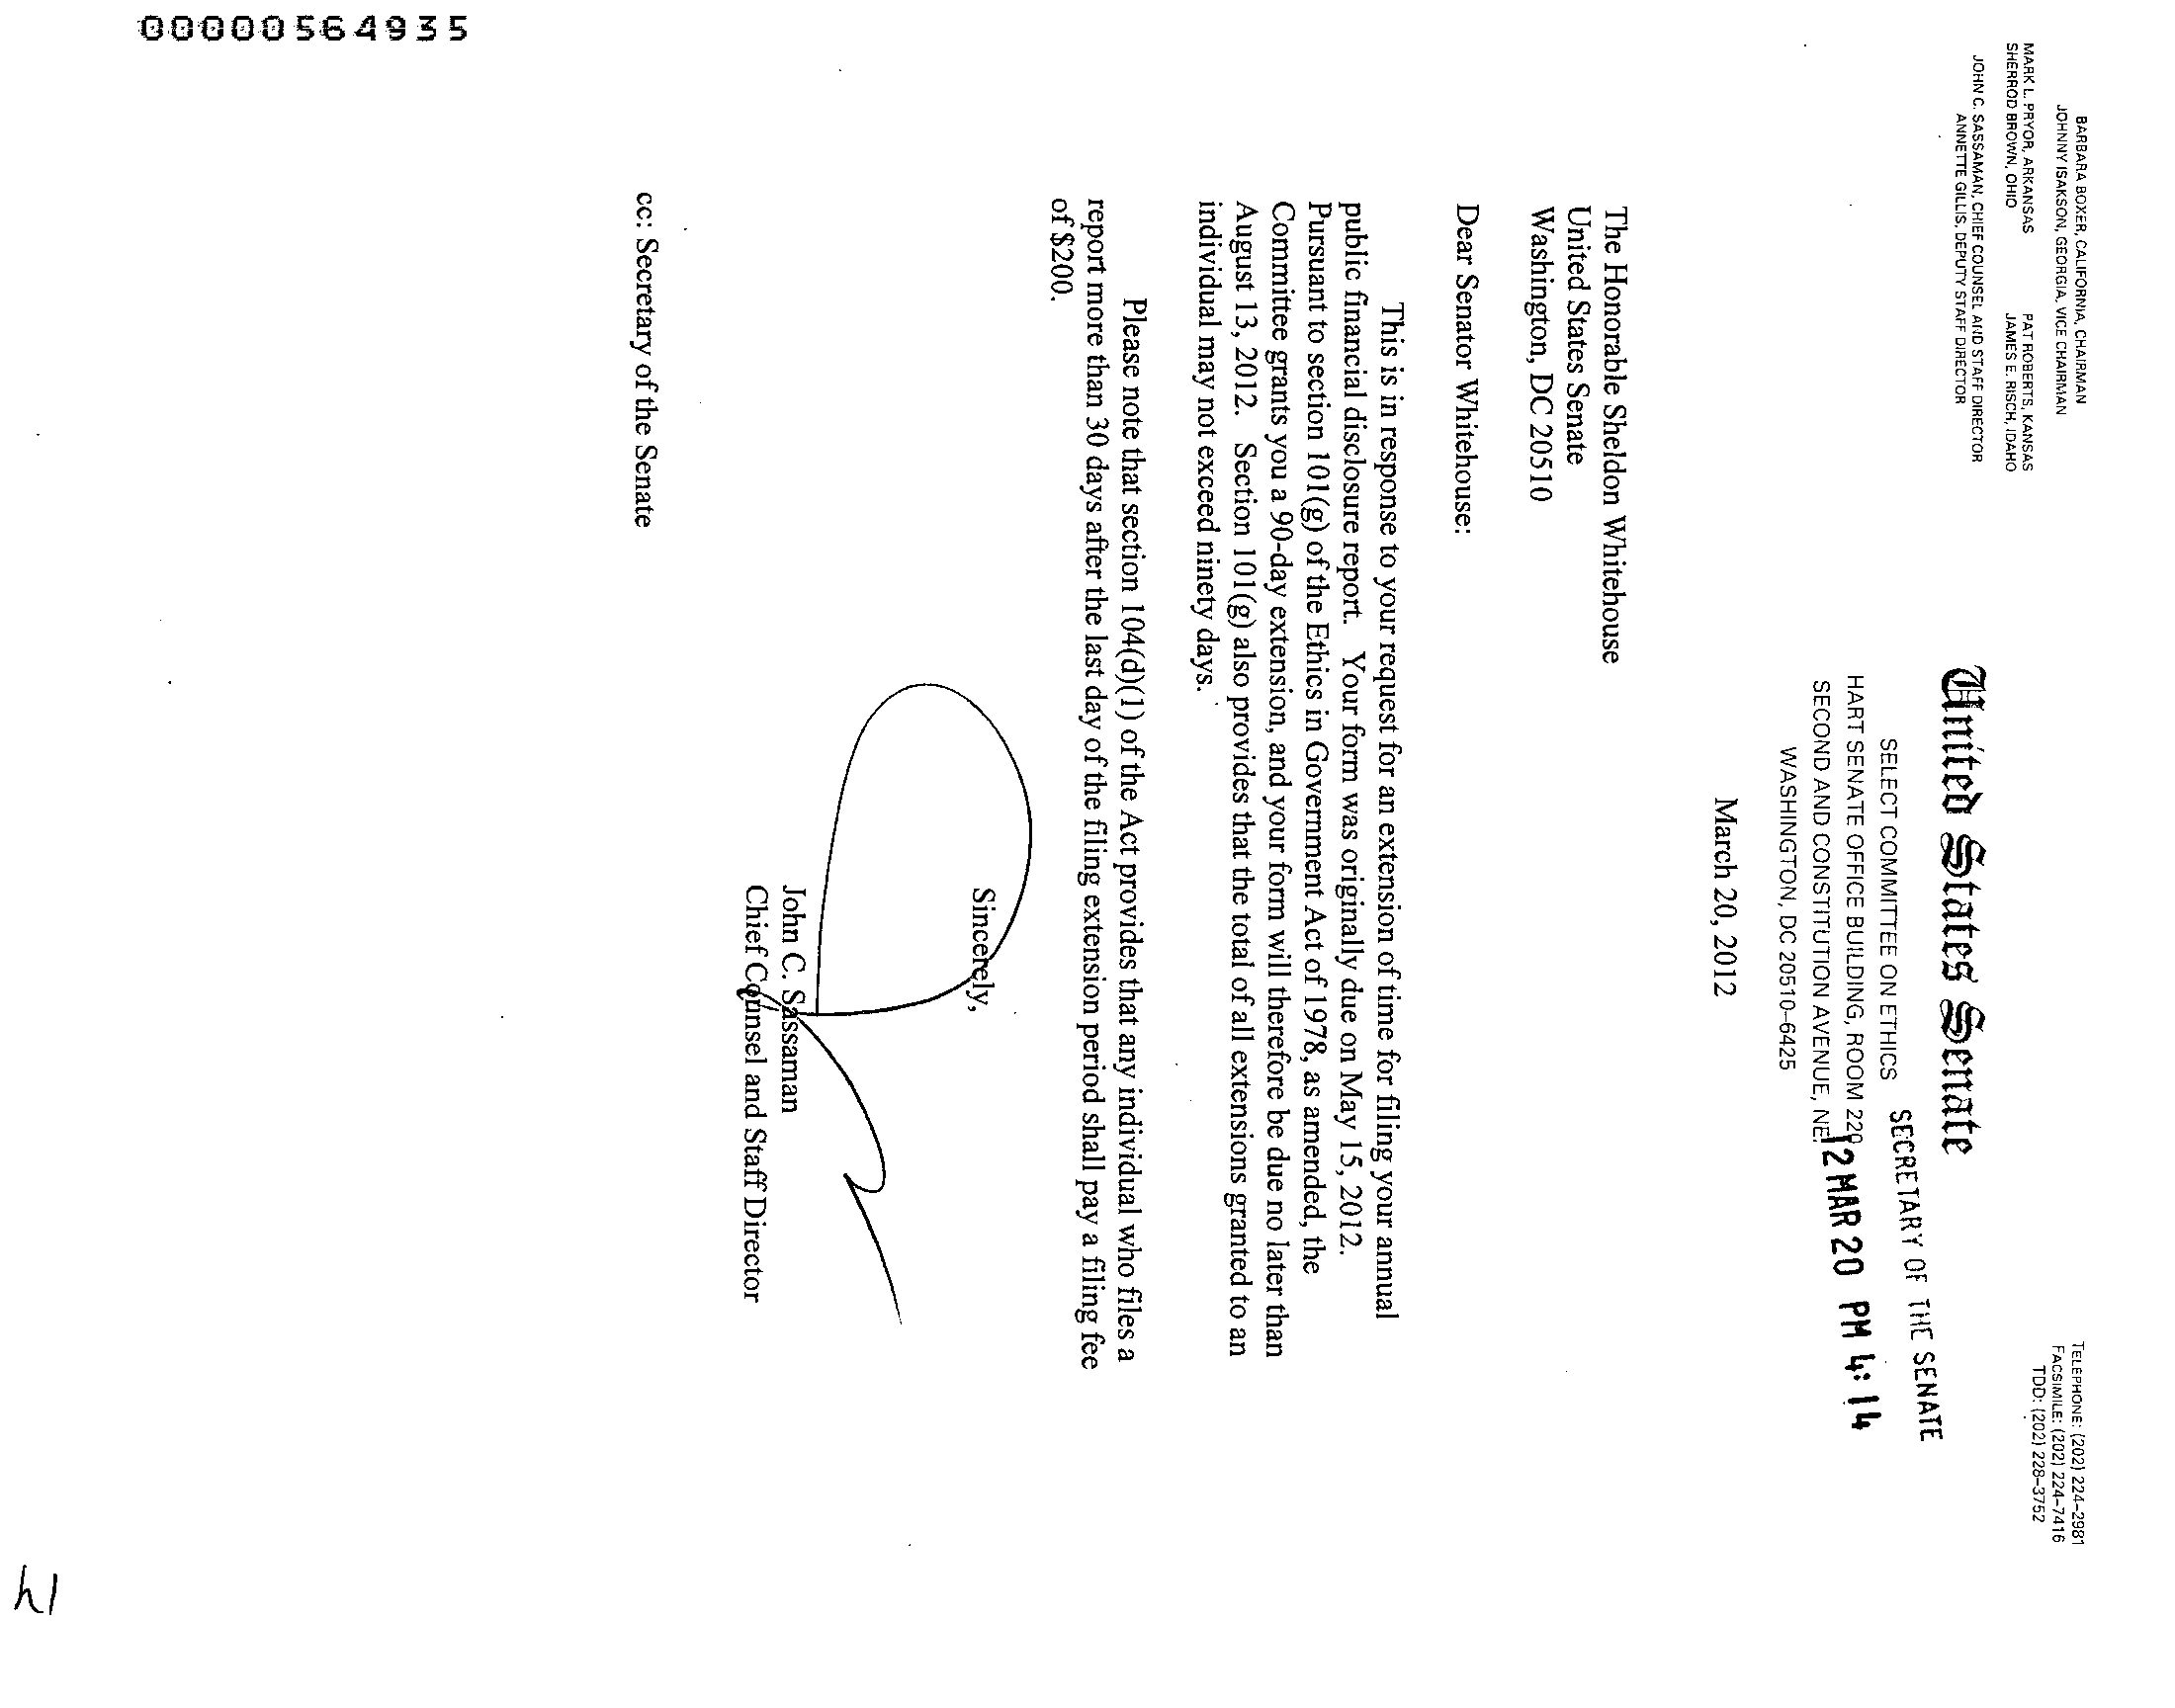 00000564935
BARBARA BOXER, CALIFORNIA, CHAIRMAN
JOHNNY ISAKSON, GEORGIA, VICE CHAIRMAN
MARK L. PRYOR, ARKANSAS PAT ROBERTS, KANSAS
SHERROD BROWN, OHIO JAMES E. RISCH, IDAHO
JOHN C. SASSAMAN, CHIEF COUNSEL AND STAFF DIRECTOR
ANNETTE GILLIS, DEPUTY STAFF DIRECTOR
TELEPHONE: (202) 224–2981
FACSIMILE: (202) 224–7416
TDD: (202) 228–3752
United States Senate
SELECT COMMITTEE ON ETHICS
HART SENATE OFFICE BUILDING, ROOM 220
SECOND AND CONSTITUTION AVENUE, NE
WASHINGTON, DC 20510–6425
SECRETARY OF THE SENATE
12 MAR 20 PM 4:14
March 20, 2012
The Honorable Sheldon Whitehouse
United States Senate
Washington, DC 20510
Dear Senator Whitehouse:
This is in response to your request for an extension of time for filing your annual
public financial disclosure report. Your form was originally due on May 15, 2012.
Pursuant to section 101(g) of the Ethics in Government Act of 1978, as amended, the
Committee grants you a 90-day extension, and your form will therefore be due no later than
August 13, 2012. Section 101(g) also provides that the total of all extensions granted to an
individual may not exceed ninety days.
Please note that section 104(d)(1) of the Act provides that any individual who files a
report more than 30 days after the last day of the filing extension period shall pay a filing fee
of $200.
Sincerely,
John C. Sassaman
Chief Counsel and Staff Director
cc: Secretary of the Senate